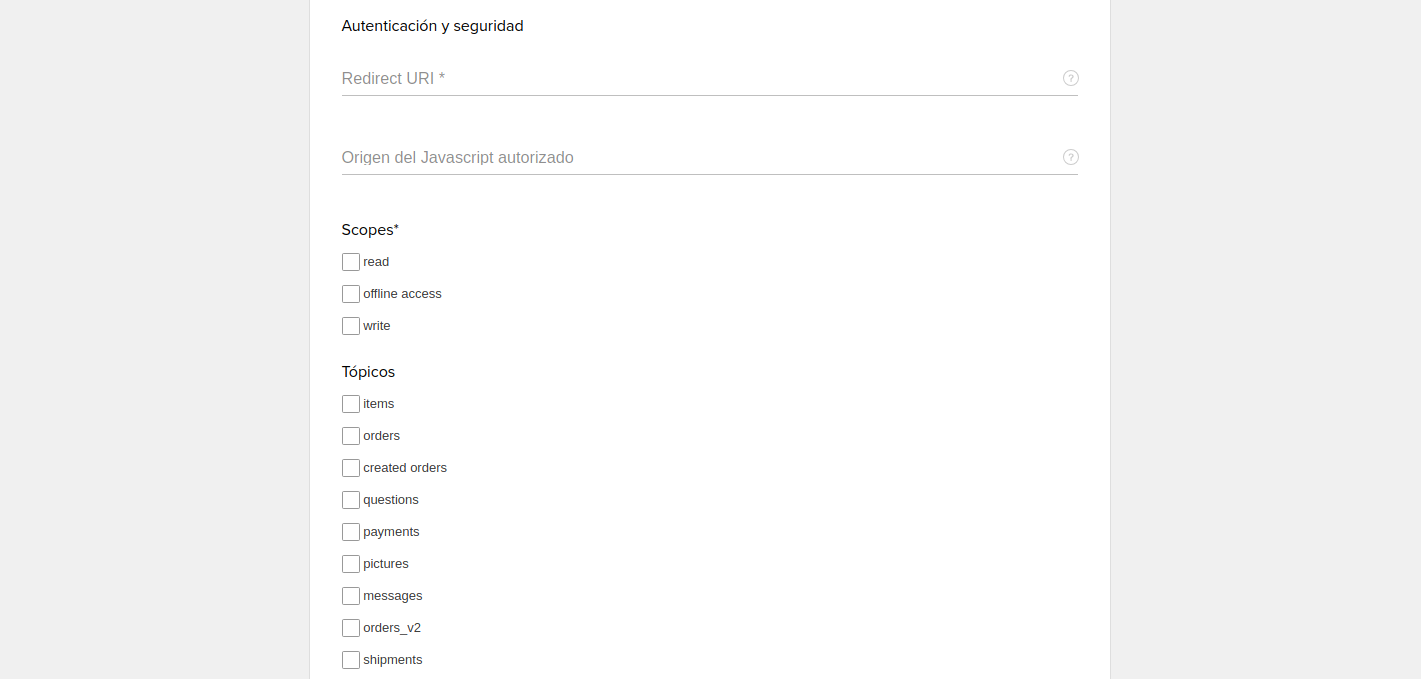 Autenticación y seguridad
Redirect URI *
?
Origen del Javascript autorizado
?
Scopes*
read
offline access
write
Tópicos
items
orders
created orders
questions
payments
pictures
messages
orders_v2
shipments